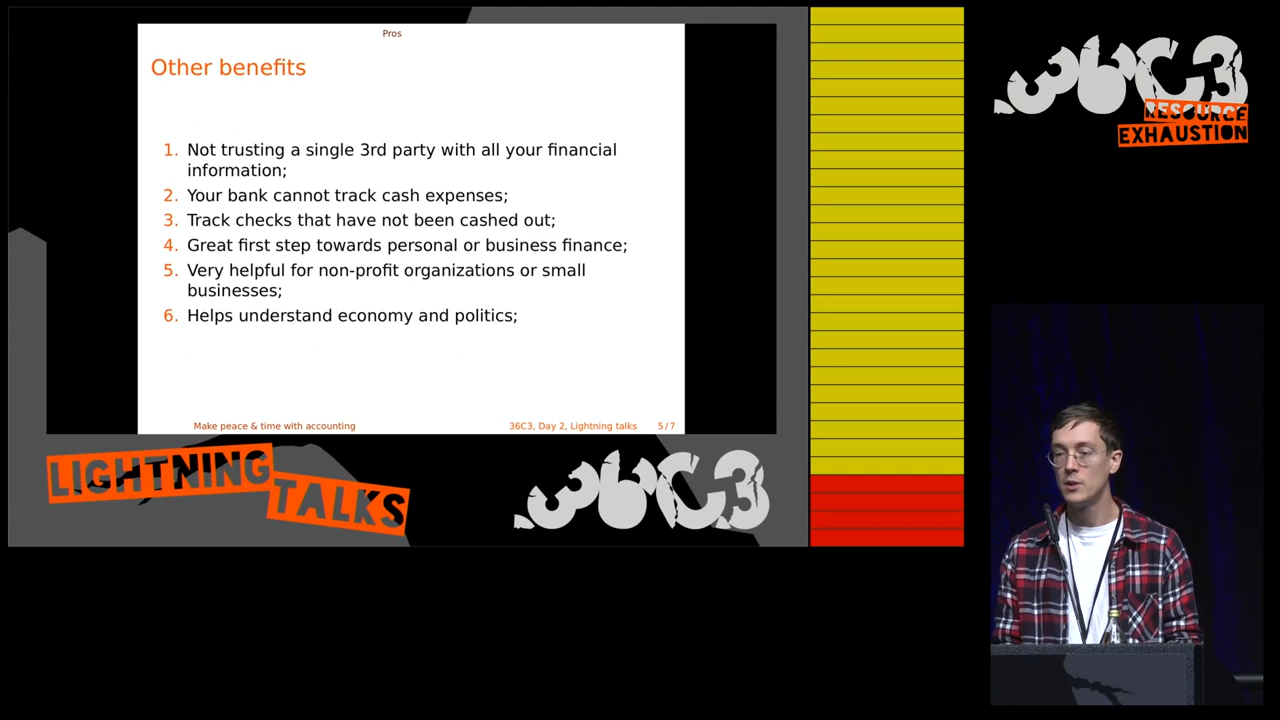 Pros
Other benefits
1. Not trusting a single 3rd party with all your financial
information;
2. Your bank cannot track cash expenses;
3. Track checks that have not been cashed out;
4. Great first step towards personal or business finance;
5. Very helpful for non-profit organizations or small
businesses;
6. Helps understand economy and politics;
Make peace & time with accounting
36C3, Day 2, Lightning talks
5 / 7
LIGHTNING
TALKS
36C3
36C3
RESOURCE
EXHAUSTION